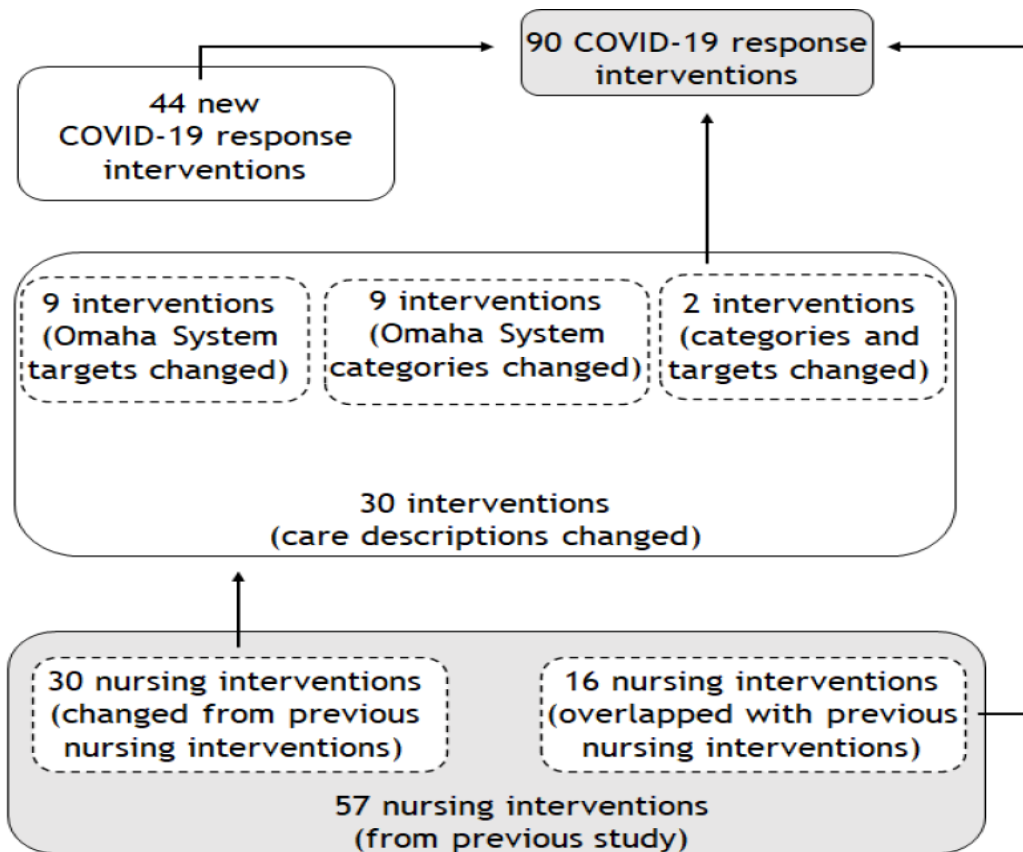 90 COVID-19 response
interventions
44 new
COVID-19 response
interventions
9 interventions
(Omaha System
targets changed)
9 interventions
(Omaha System
categories changed)
2 interventions
(categories and
targets changed)
30 interventions
(care descriptions changed)
30 nursing interventions
(changed from previous
nursing interventions)
16 nursing interventions
(overlapped with previous
nursing interventions)
57 nursing interventions
(from previous study)